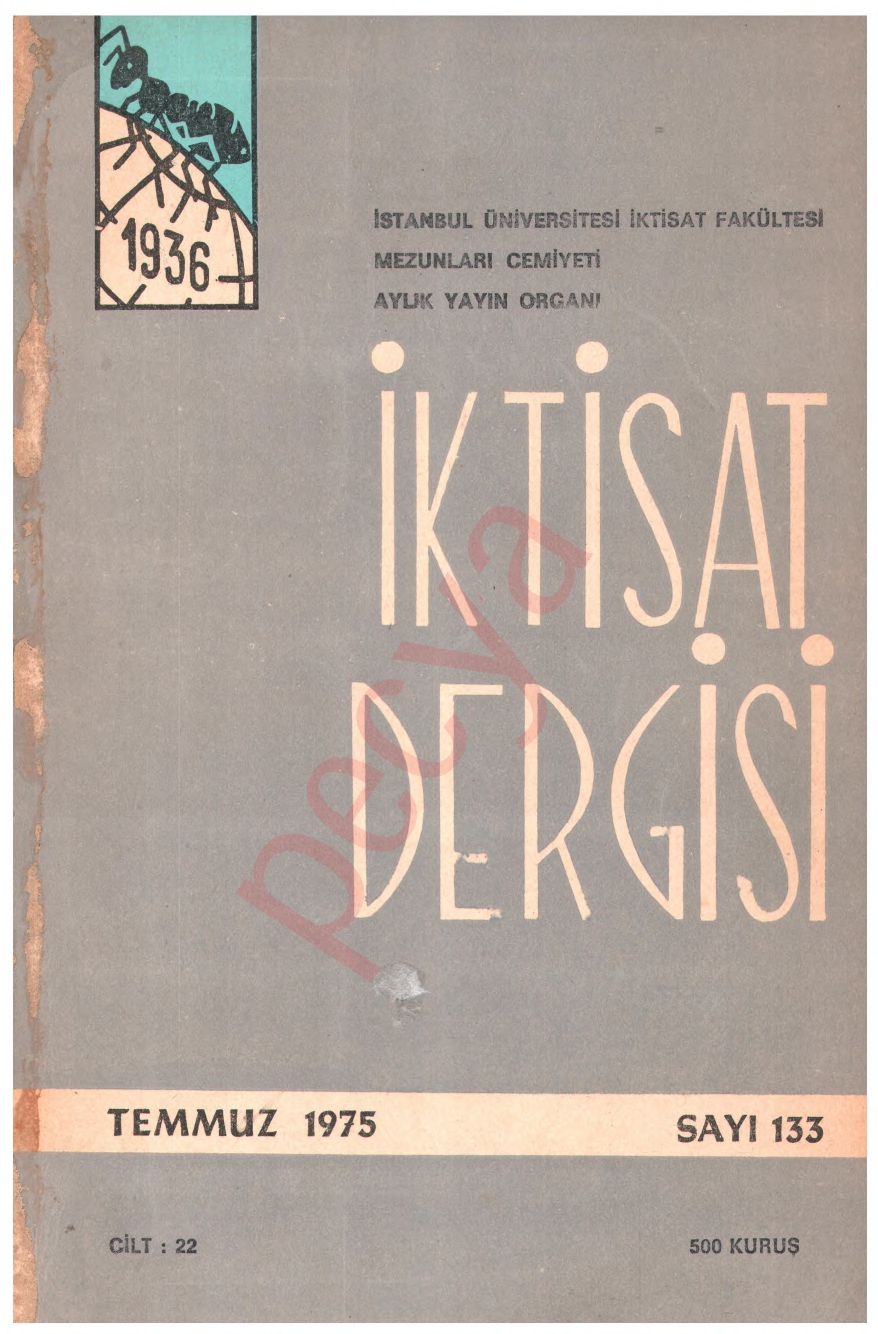 1936
İSTANBUL ÜNİVERSİTESİ İKTİSAT FAKÜLTESİ
MEZUNLARI CEMİYETİ
AYLIK YAYIN ORGANI
İKTİSAT
DERGİSİ
pecya
TEMMUZ 1975 SAYI 133
CİLT : 22 500 KURUŞ